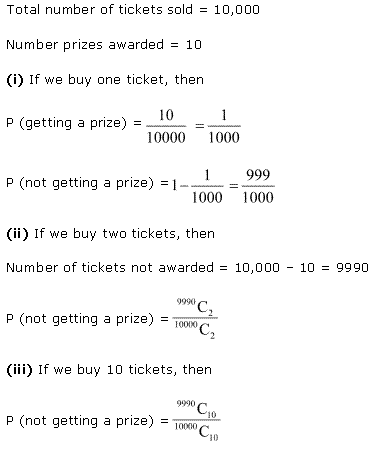 Total number of tickets sold = 10,000
Number prizes awarded = 10
(i) If we buy one ticket, then
P (getting a prize) = 10/10000 = 1/1000
P (not getting a prize) = 1 − 1/1000 = 999/1000
(ii) If we buy two tickets, then
Number of tickets not awarded = 10,000 − 10 = 9990
P (not getting a prize) = ⁹⁹⁹⁰C₂/¹⁰⁰⁰⁰C₂
(iii) If we buy 10 tickets, then
P (not getting a prize) = ⁹⁹⁹⁰C₁₀/¹⁰⁰⁰⁰C₁₀